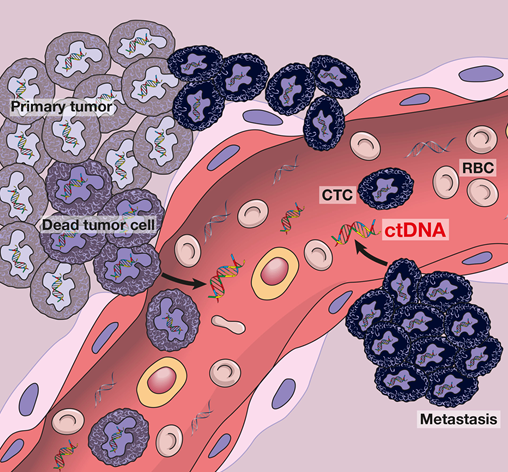 Primary tumor
RBC
CTC
Dead tumor cell
ctDNA
Metastasis